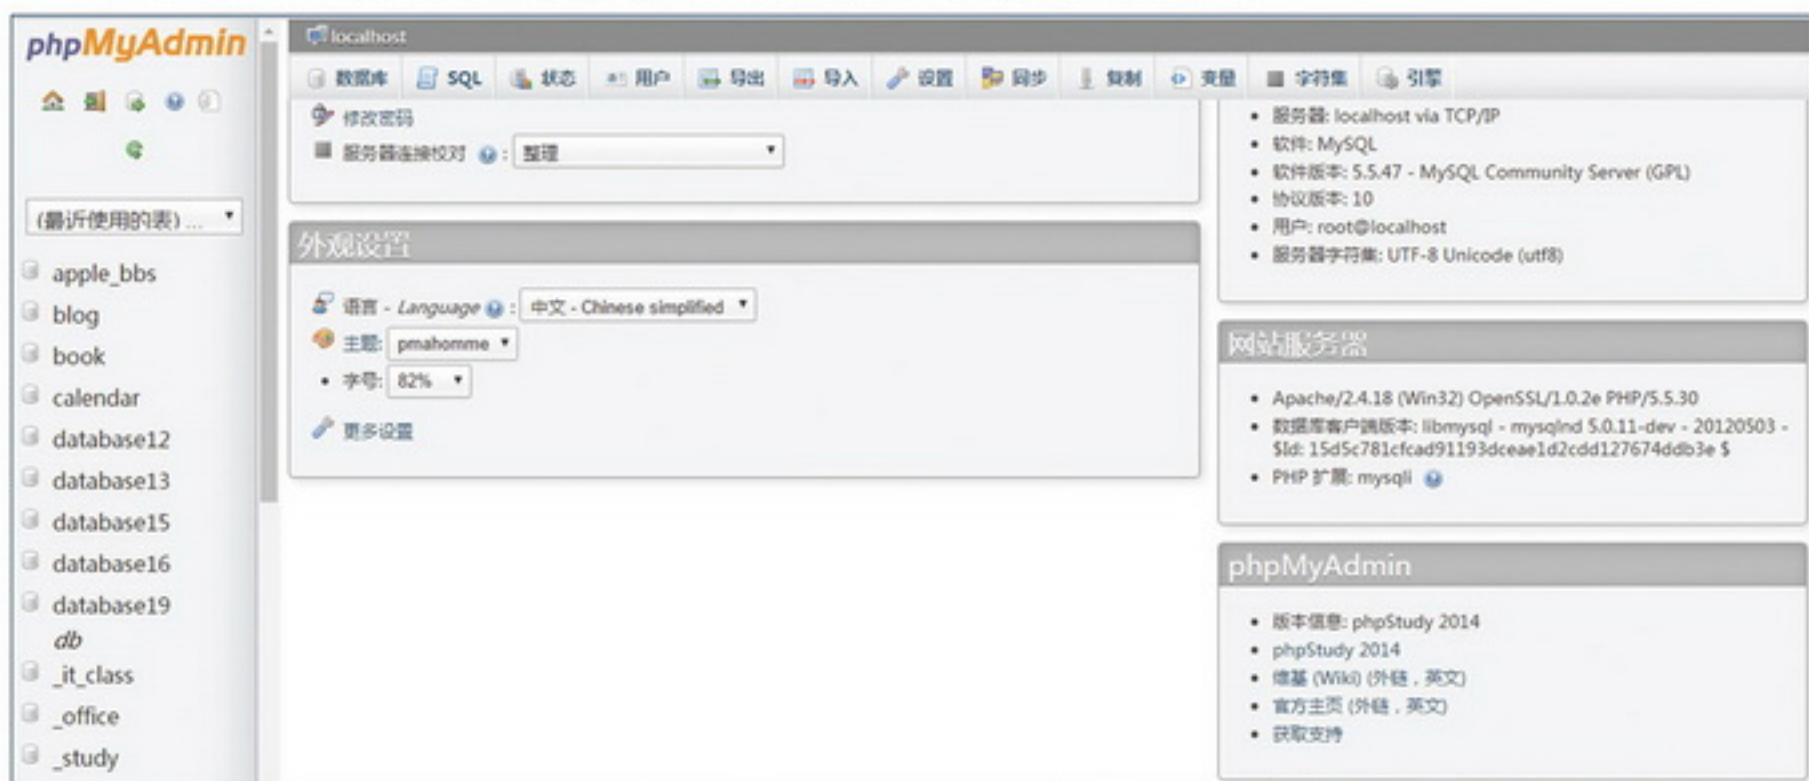 phpMyAdmin
(最近使用的表) ...
apple_bbs
blog
book
calendar
database12
database13
database15
database16
database19
db
_it_class
_office
_study
localhost
数据库 SQL 状态 用户 导出 导入 设置 同步 复制 变量 字符集 引擎
修改密码
服务器连接校对 : 整理
外观设置
语言 - Language : 中文 - Chinese simplified
主题: pmahomme
字号: 82%
更多设置
服务器: localhost via TCP/IP
软件: MySQL
软件版本: 5.5.47 - MySQL Community Server (GPL)
协议版本: 10
用户: root@localhost
服务器字符集: UTF-8 Unicode (utf8)
网站服务器
Apache/2.4.18 (Win32) OpenSSL/1.0.2e PHP/5.5.30
数据库客户端版本: libmysql - mysqlnd 5.0.11-dev - 20120503 -
$Id: 15d5c781cfcad91193dceae1d2cdd127674ddb3e $
PHP 扩展: mysqli
phpMyAdmin
版本信息: phpStudy 2014
phpStudy 2014
维基 (Wiki) (外链，英文)
官方主页 (外链，英文)
获取支持